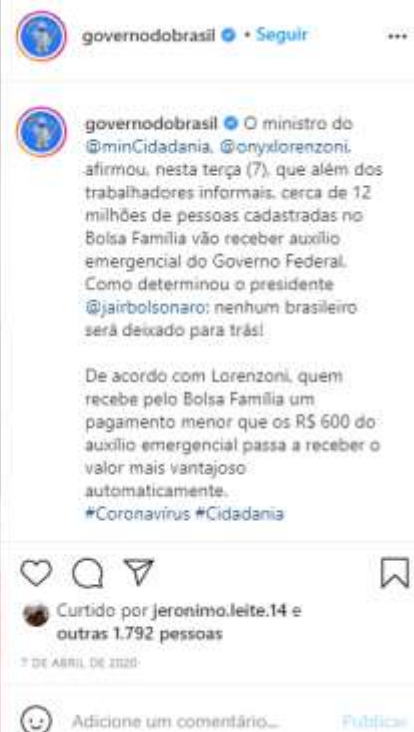 governodobrasil • Seguir
governodobrasil O ministro do
@minCidadania, @onyxlorenzoni,
afirmou, nesta terça (7), que além dos
trabalhadores informais, cerca de 12
milhões de pessoas cadastradas no
Bolsa Família vão receber auxílio
emergencial do Governo Federal.
Como determinou o presidente
@jairbolsonaro: nenhum brasileiro
será deixado para trás!
De acordo com Lorenzoni, quem
recebe pelo Bolsa Família um
pagamento menor que os R$ 600 do
auxílio emergencial passa a receber o
valor mais vantajoso
automaticamente.
#Coronavírus #Cidadania
Curtido por jeronimo.leite.14 e
outras 1.792 pessoas
7 DE ABRIL DE 2020
Adicione um comentário... Publicar